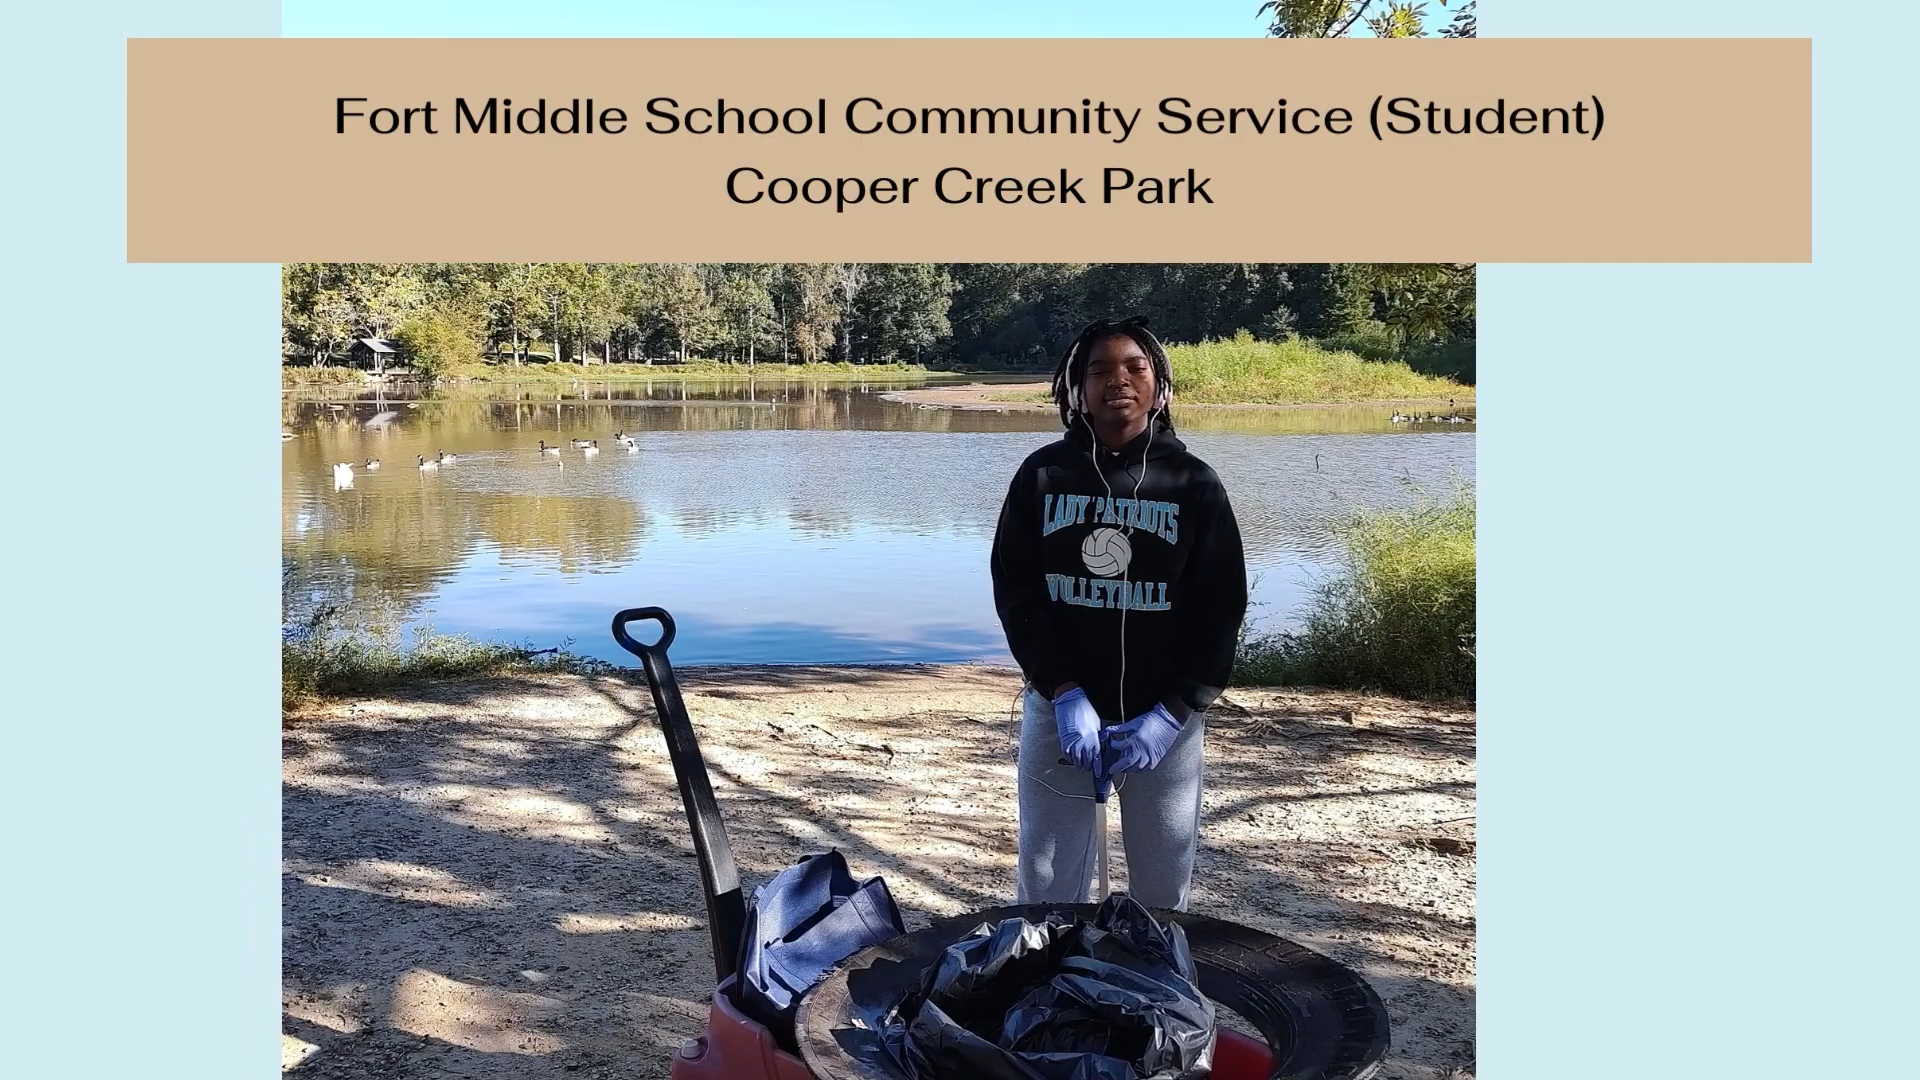 Fort Middle School Community Service (Student)
Cooper Creek Park
LADY PATRIOTS
VOLLEYBALL